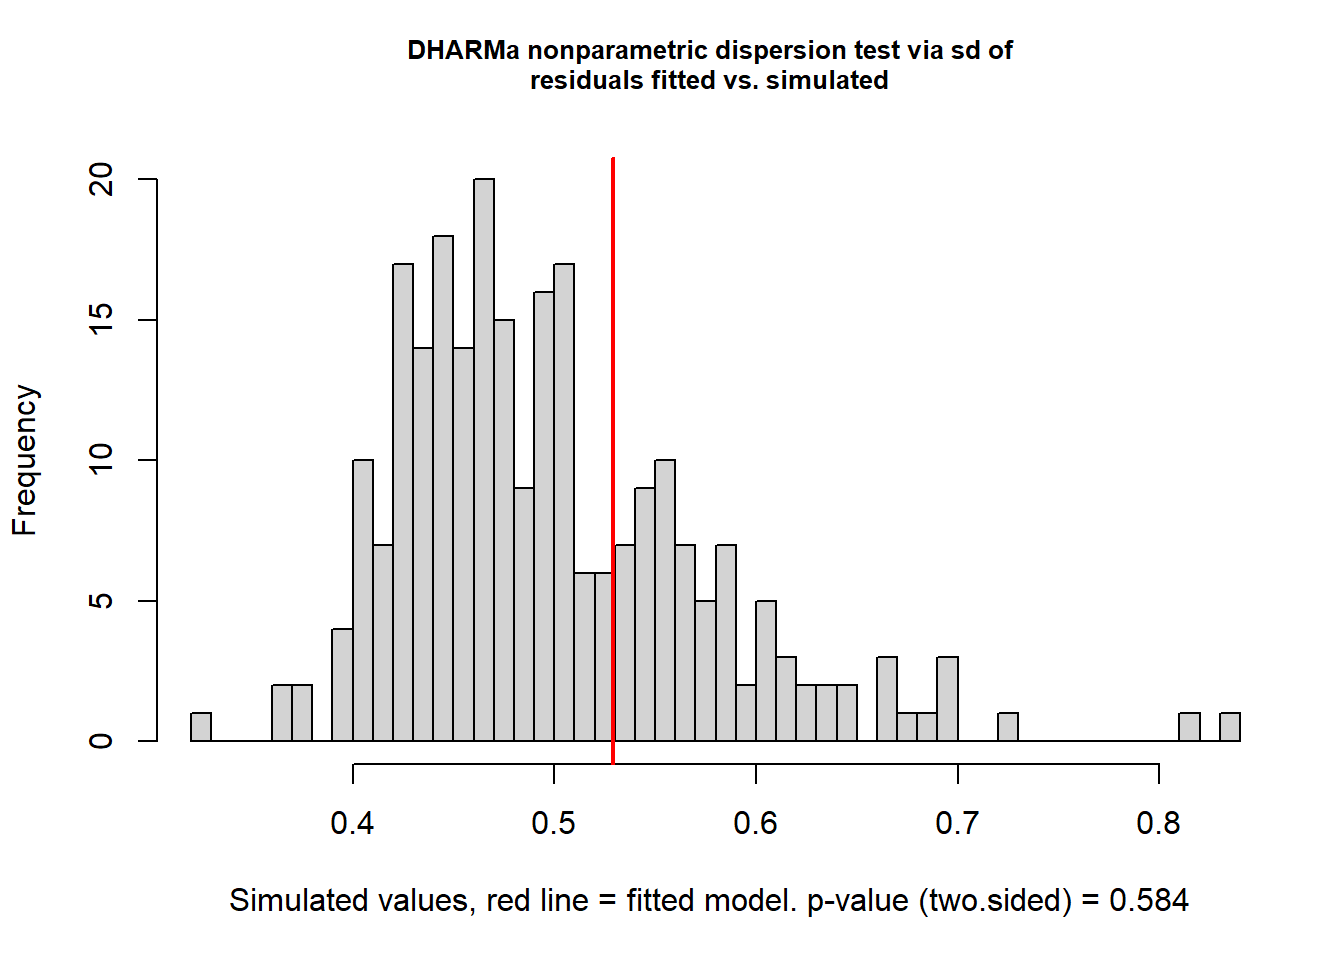 DHARMa nonparametric dispersion test via sd of
residuals fitted vs. simulated
Frequency
20
15
10
5
0
0.4 0.5 0.6 0.7 0.8
Simulated values, red line = fitted model. p-value (two.sided) = 0.584